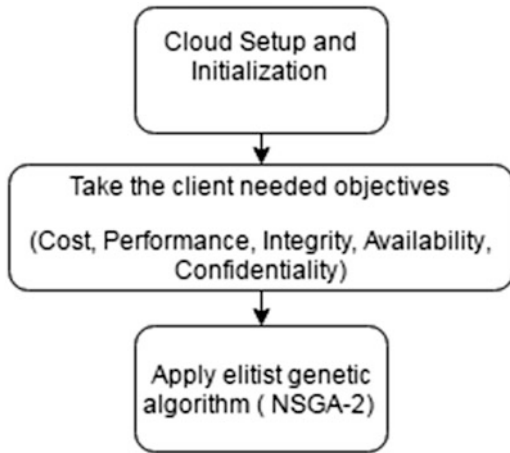 Cloud Setup and
Initialization
Take the client needed objectives
(Cost, Performance, Integrity, Availability,
Confidentiality)
Apply elitist genetic
algorithm ( NSGA-2)